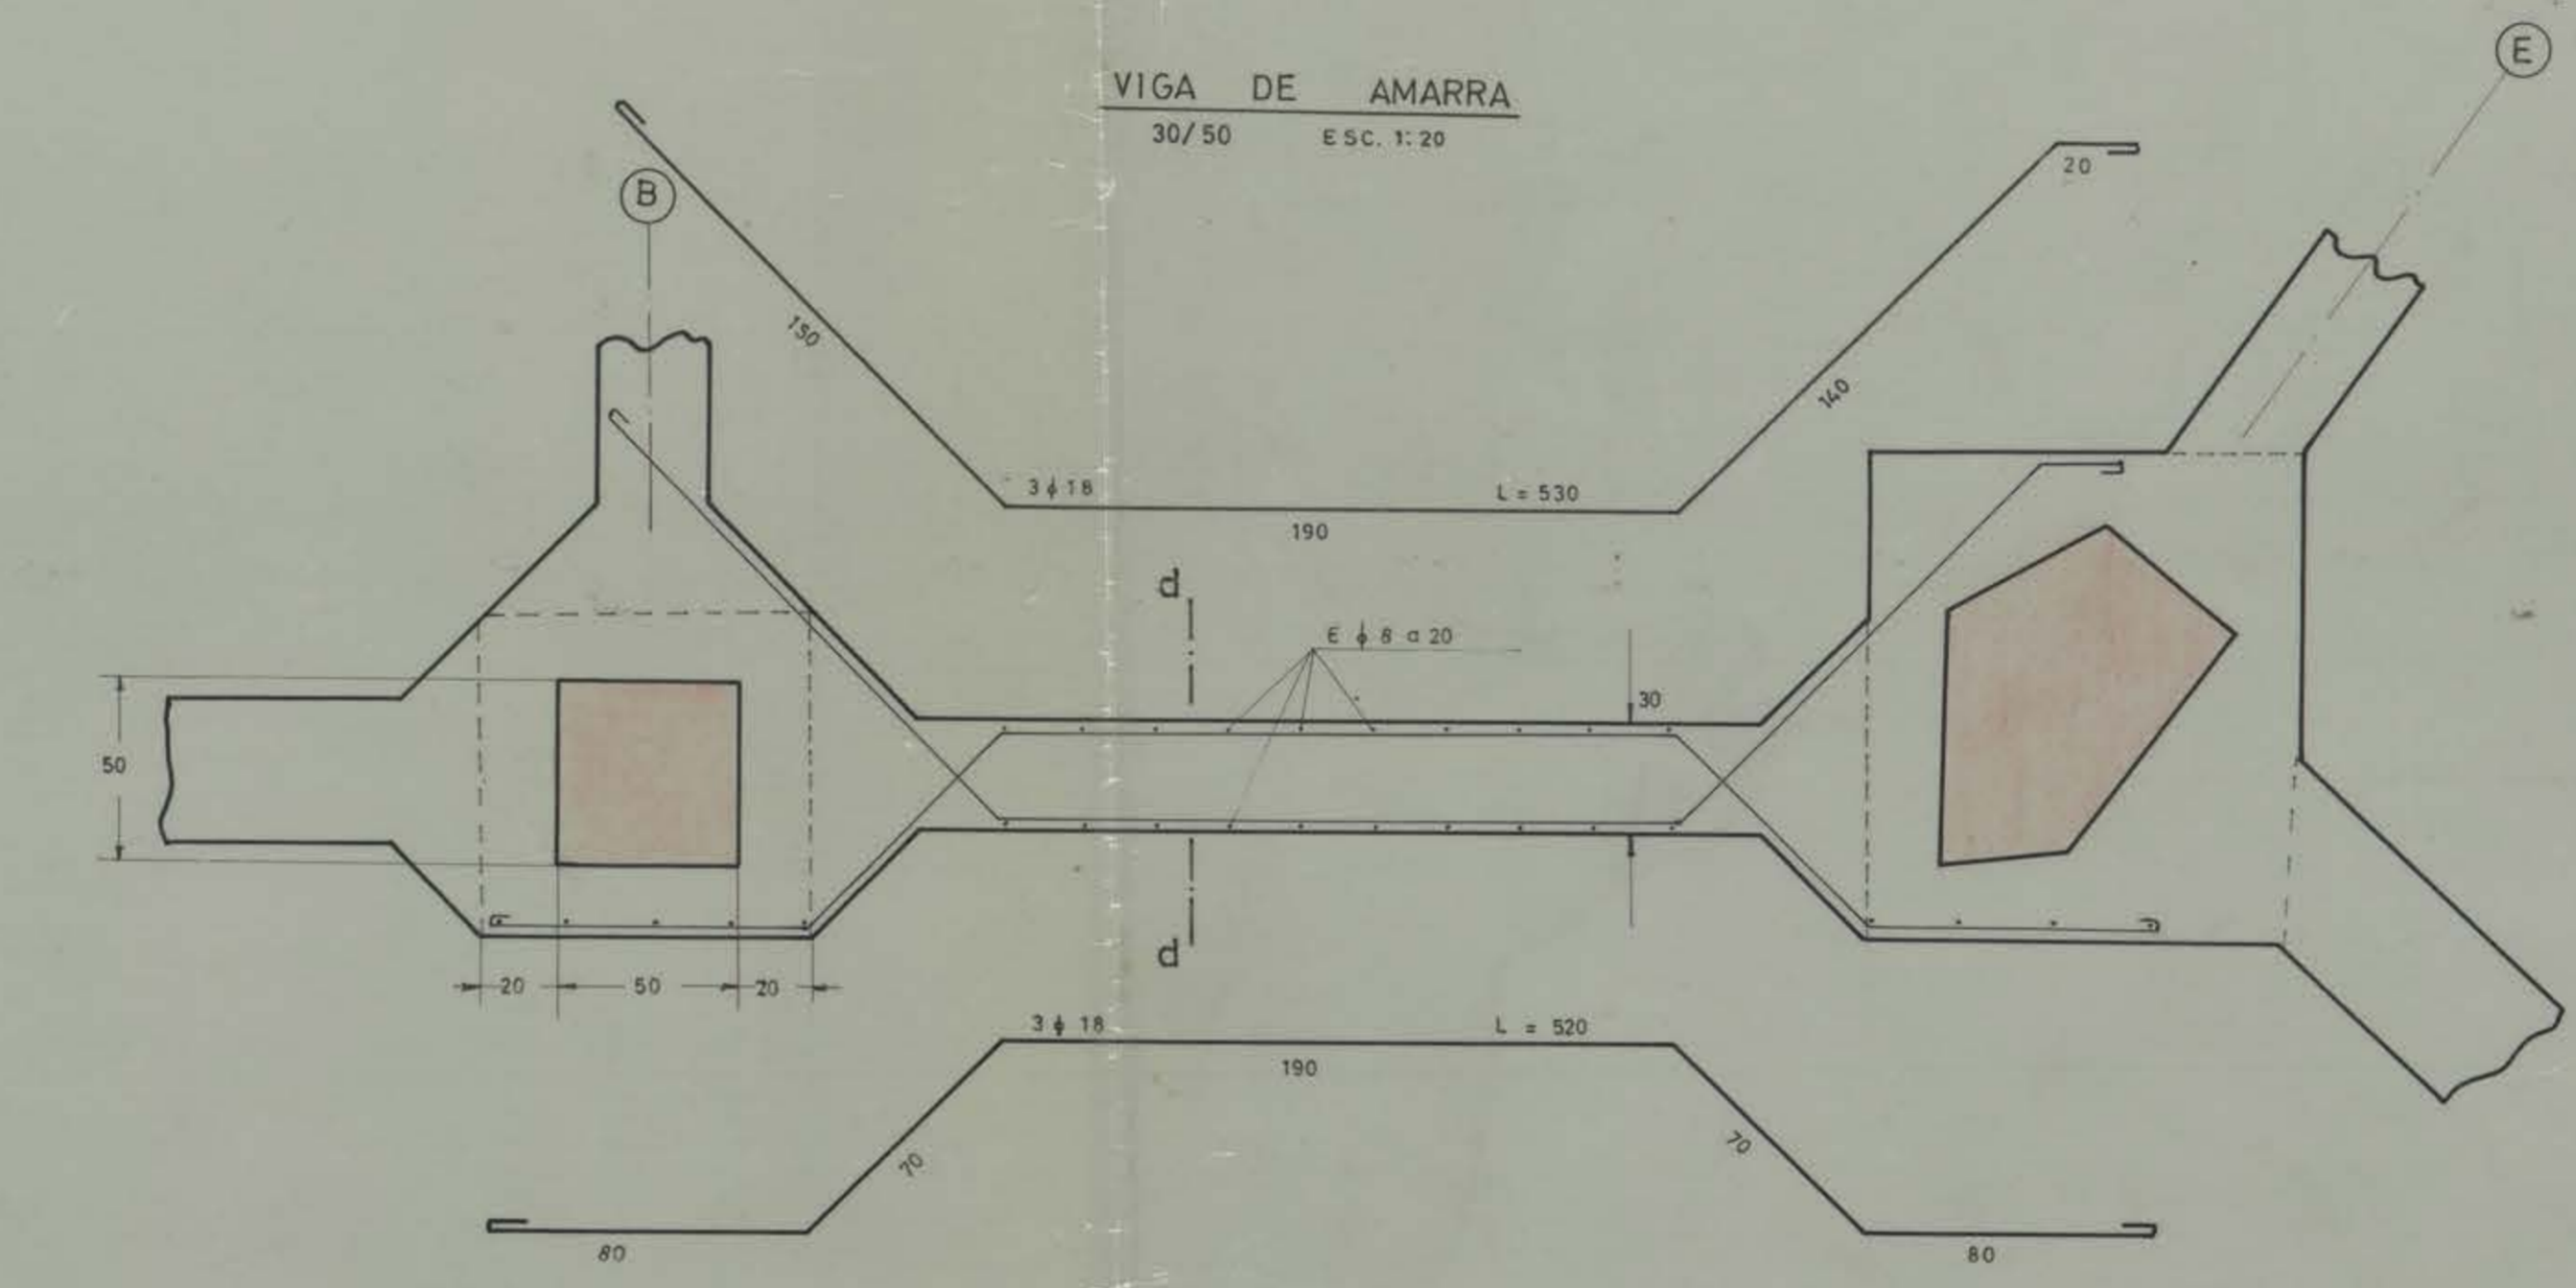 VIGA DE AMARRA
30/50 ESC. 1:20
E
B
20
150
140
3 ϕ 18 L = 530
190
d
E ϕ 8 a 20
30
50
d
20 50 20
3 ϕ 18 L = 520
190
70
70
80
80